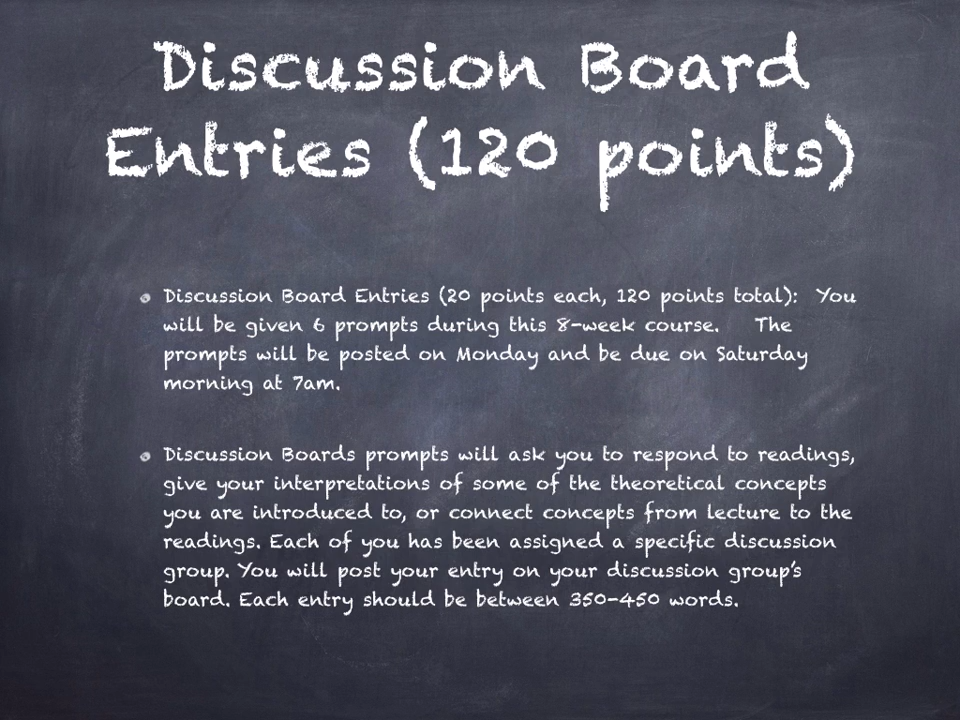 Discussion Board
Entries (120 points)
Discussion Board Entries (20 points each, 120 points total): You
will be given 6 prompts during this 8-week course. The
prompts will be posted on Monday and be due on Saturday
morning at 7am.
Discussion Boards prompts will ask you to respond to readings,
give your interpretations of some of the theoretical concepts
you are introduced to, or connect concepts from lecture to the
readings. Each of you has been assigned a specific discussion
group. You will post your entry on your discussion group's
board. Each entry should be between 350-450 words.